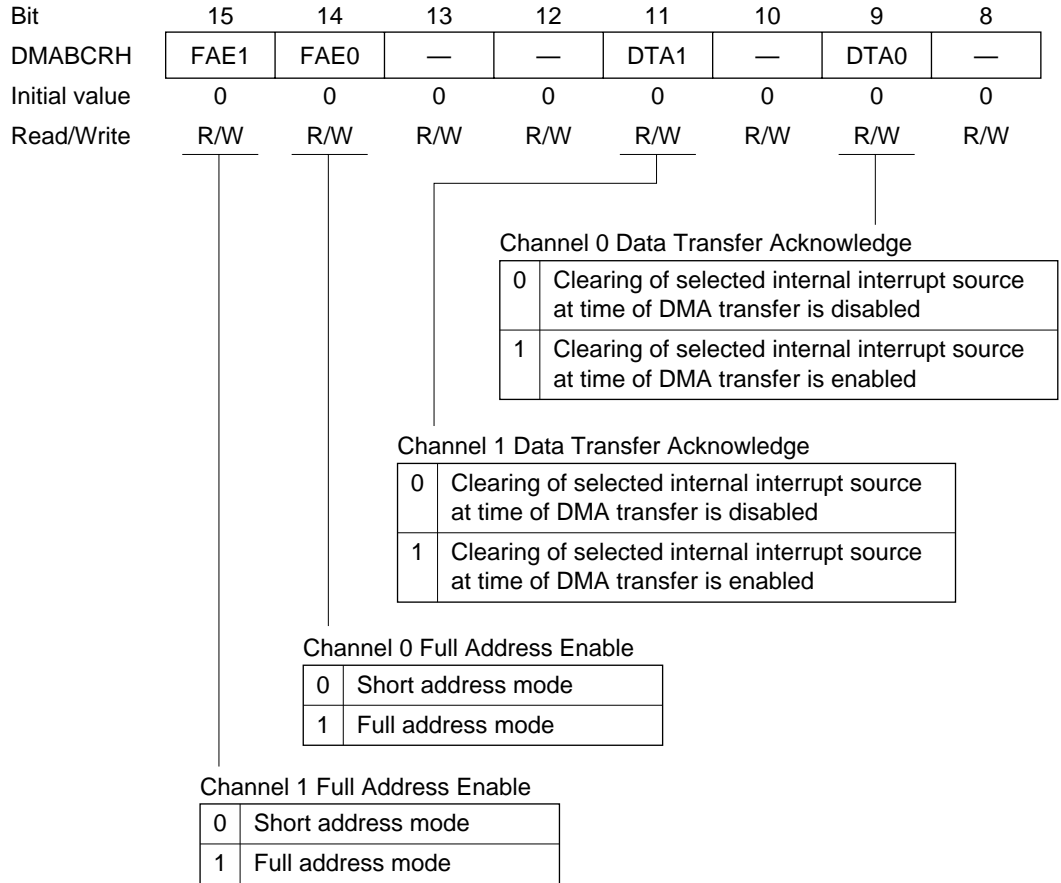 Bit 15 14 13 12 11 10 9 8
DMABCRH FAE1 FAE0 — — DTA1 — DTA0 —
Initial value 0 0 0 0 0 0 0 0
Read/Write R/W R/W R/W R/W R/W R/W R/W R/W
Channel 0 Data Transfer Acknowledge
0 Clearing of selected internal interrupt source
at time of DMA transfer is disabled
1 Clearing of selected internal interrupt source
at time of DMA transfer is enabled
Channel 1 Data Transfer Acknowledge
0 Clearing of selected internal interrupt source
at time of DMA transfer is disabled
1 Clearing of selected internal interrupt source
at time of DMA transfer is enabled
Channel 0 Full Address Enable
0 Short address mode
1 Full address mode
Channel 1 Full Address Enable
0 Short address mode
1 Full address mode